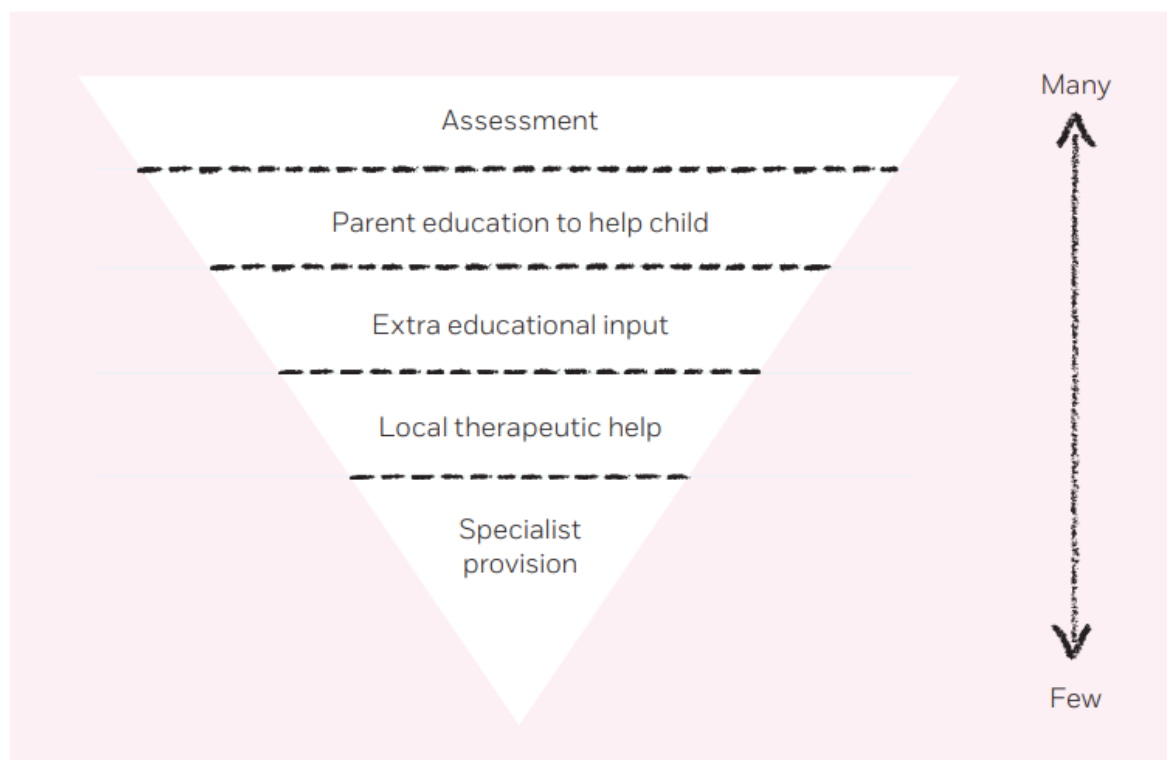 Many
Assessment
Parent education to help child
Extra educational input
Local therapeutic help
Specialist
provision
Few